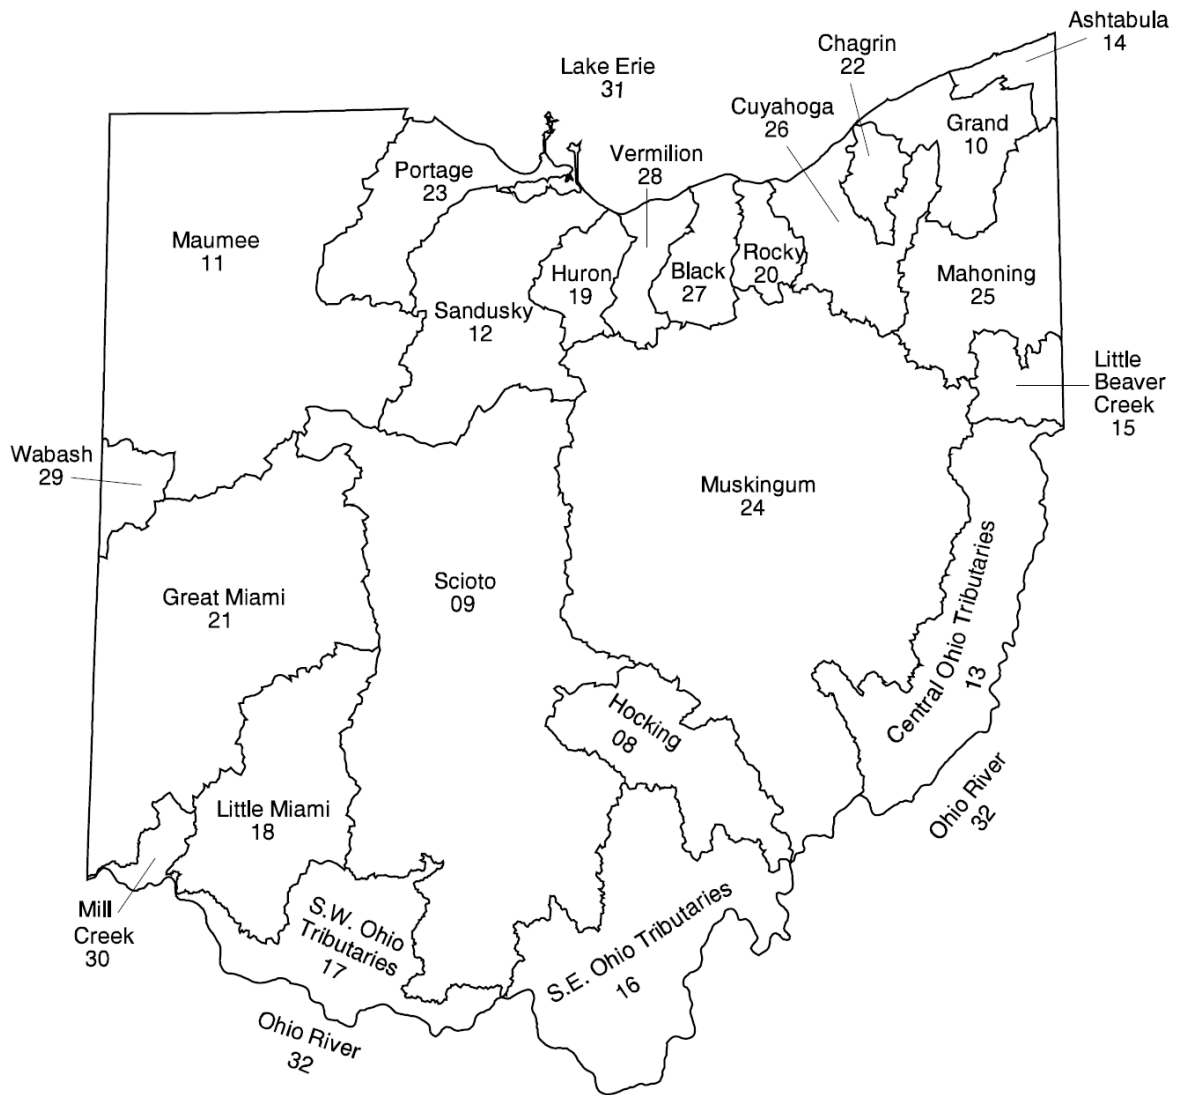 Ashtabula
14
Chagrin
22
Lake Erie
31
Cuyahoga
26
Grand
10
Vermilion
28
Portage
23
Maumee
11
Rocky
20
Huron
19
Black
27
Mahoning
25
Sandusky
12
Little
Beaver
Creek
15
Wabash
29
Muskingum
24
Scioto
09
Great Miami
21
Central Ohio Tributaries
13
Hocking
08
Little Miami
18
Ohio River
32
Mill
Creek
30
S.W. Ohio
Tributaries
17
S.E. Ohio Tributaries
16
Ohio River
32